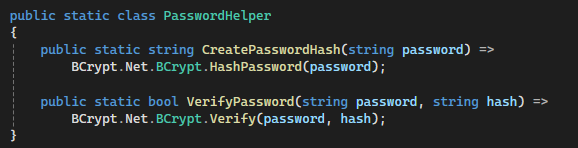 public static class PasswordHelper
{
    public static string CreatePasswordHash(string password) =>
        BCrypt.Net.BCrypt.HashPassword(password);

    public static bool VerifyPassword(string password, string hash) =>
        BCrypt.Net.BCrypt.Verify(password, hash);
}